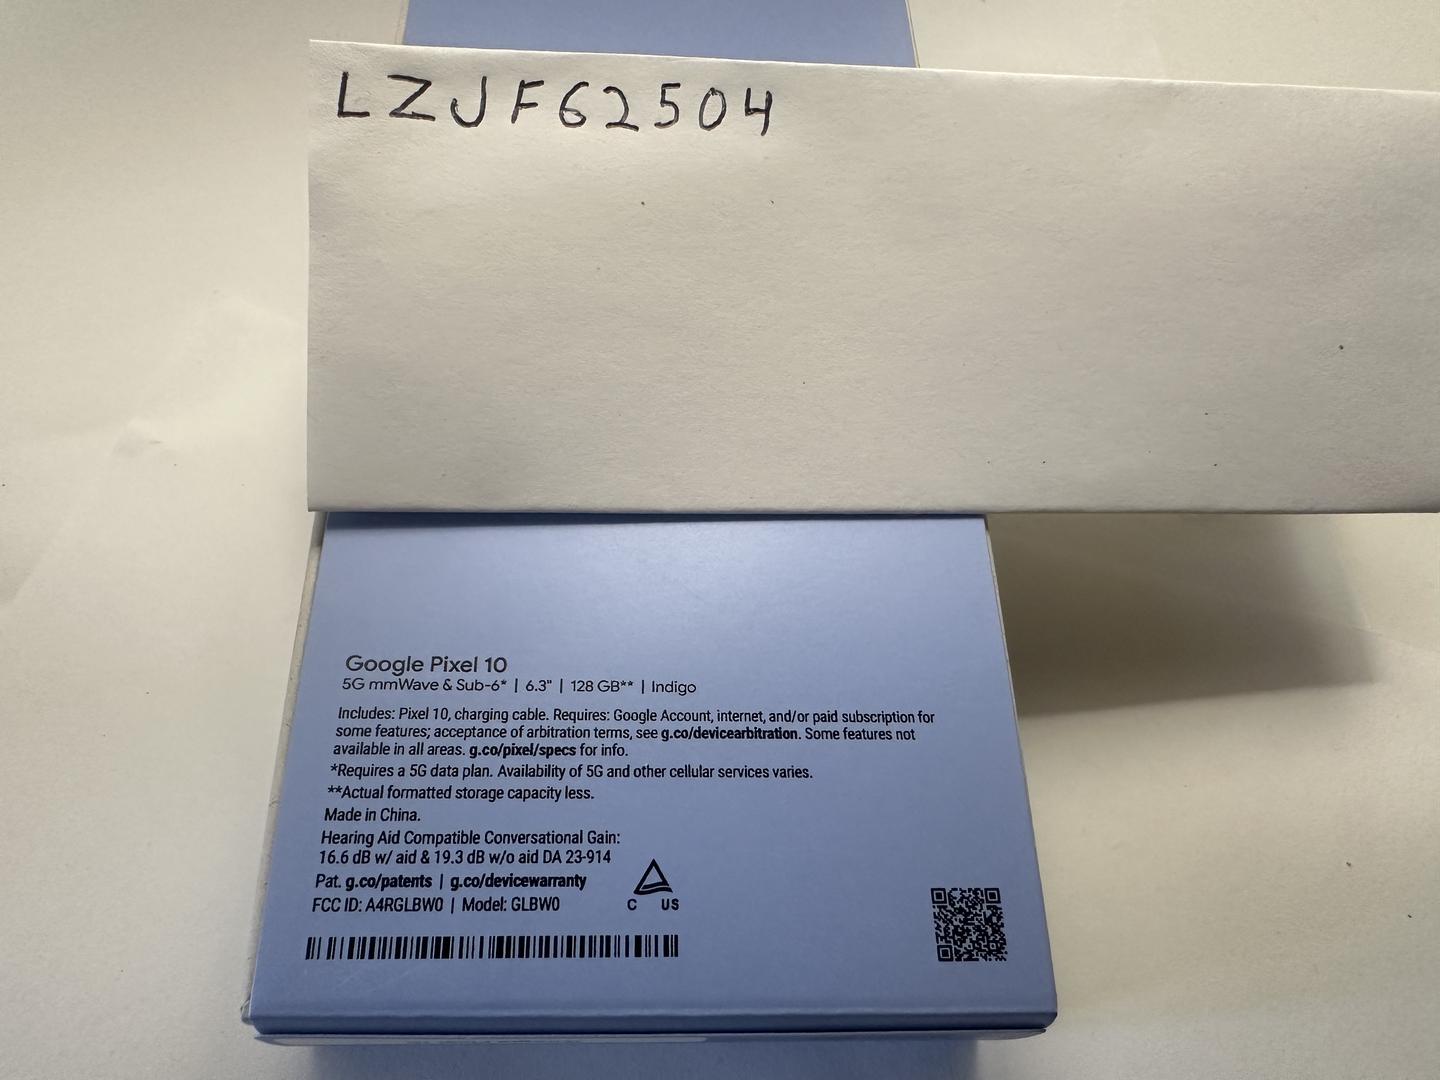 LZJF62504
Google Pixel 10
5G mmWave & Sub-6* | 6.3" | 128 GB** | Indigo
Includes: Pixel 10, charging cable. Requires: Google Account, internet, and/or paid subscription for
some features; acceptance of arbitration terms, see g.co/devicearbitration. Some features not
available in all areas. g.co/pixel/specs for info.
*Requires a 5G data plan. Availability of 5G and other cellular services varies.
**Actual formatted storage capacity less.
Made in China.
Hearing Aid Compatible Conversational Gain:
16.6 dB w/ aid & 19.3 dB w/o aid DA 23-914
Pat. g.co/patents | g.co/devicewarranty
FCC ID: A4RGLBW0 | Model: GLBW0
C US